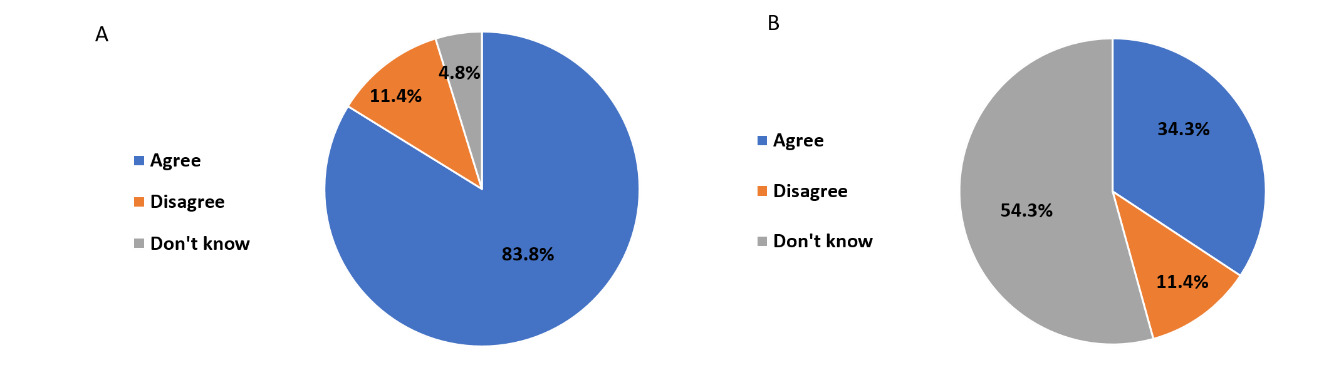 A
Agree
Disagree
Don't know
4.8%
11.4%
83.8%
B
Agree
Disagree
Don't know
34.3%
54.3%
11.4%